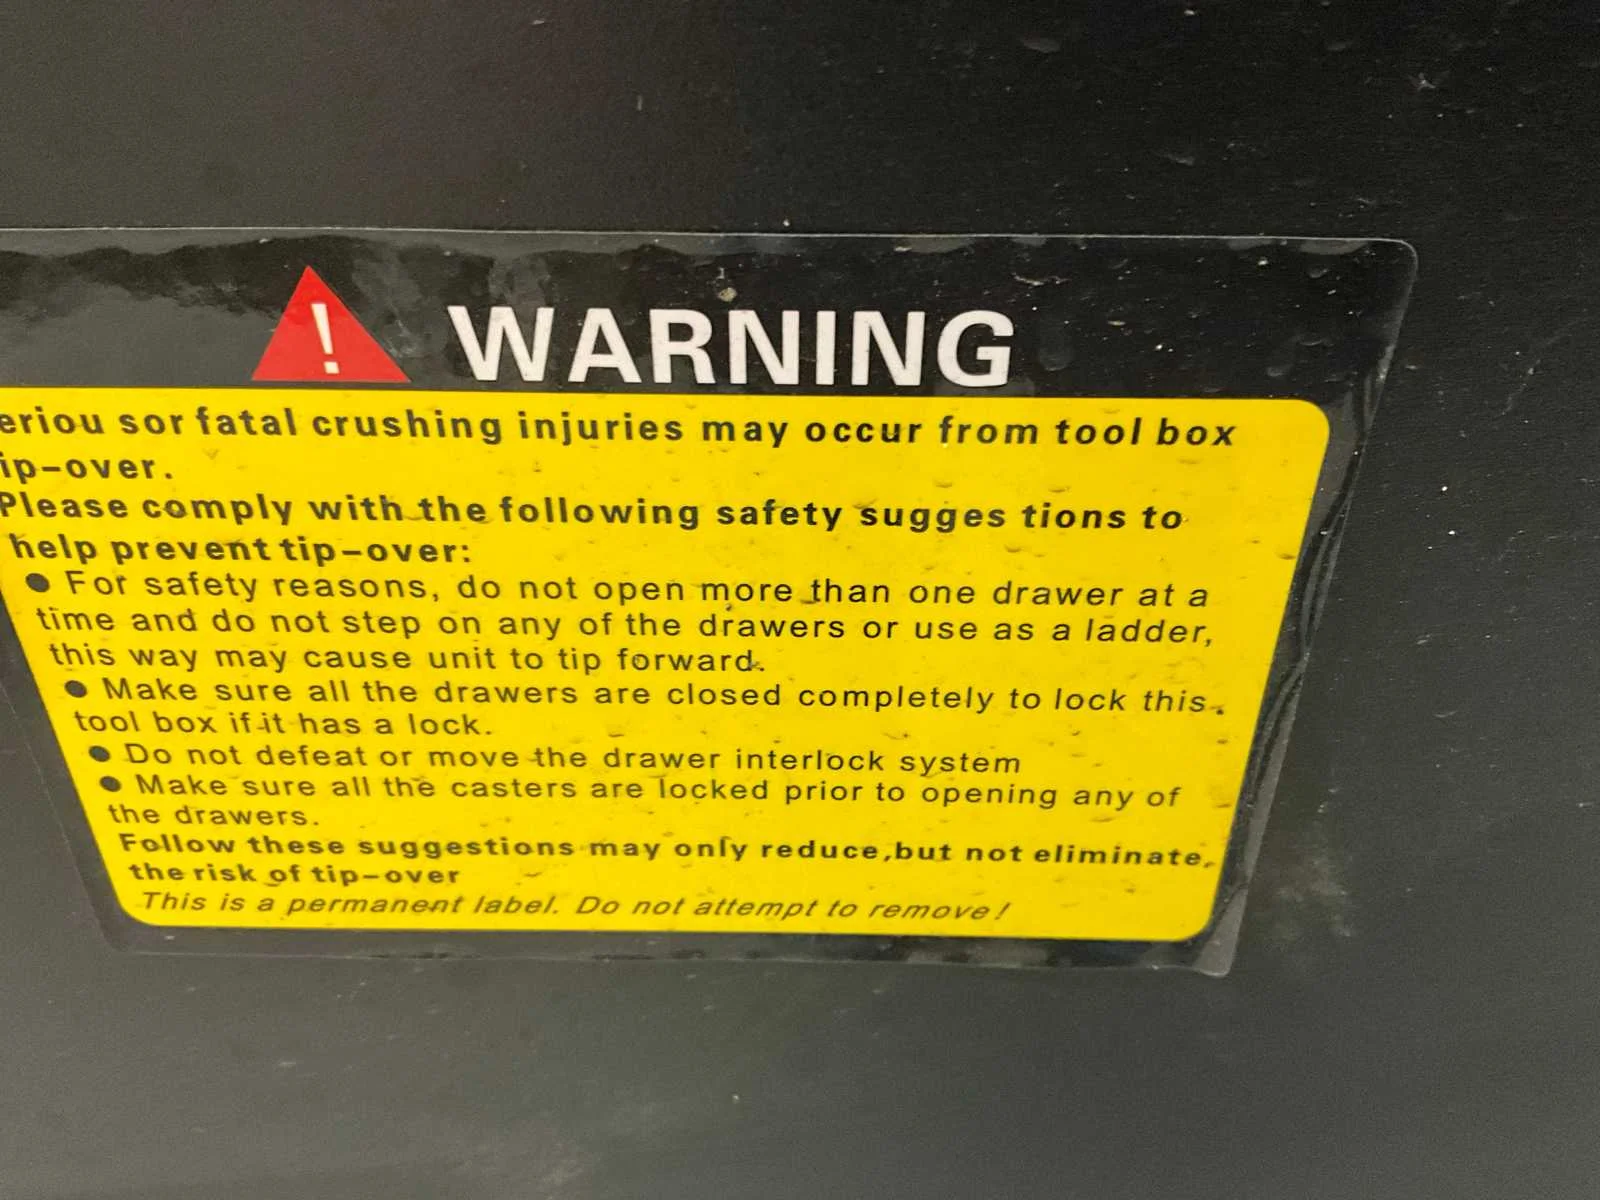 ! WARNING
eriou sor fatal crushing injuries may occur from tool box
ip-over.
Please comply with the following safety sugges tions to
help prevent tip-over:
● For safety reasons, do not open more than one drawer at a
time and do not step on any of the drawers or use as a ladder,
this way may cause unit to tip forward.
● Make sure all the drawers are closed completely to lock this
tool box if it has a lock.
● Do not defeat or move the drawer interlock system
● Make sure all the casters are locked prior to opening any of
the drawers.
Follow these suggestions may only reduce,but not eliminate,
the risk of tip-over
This is a permanent label. Do not attempt to remove!